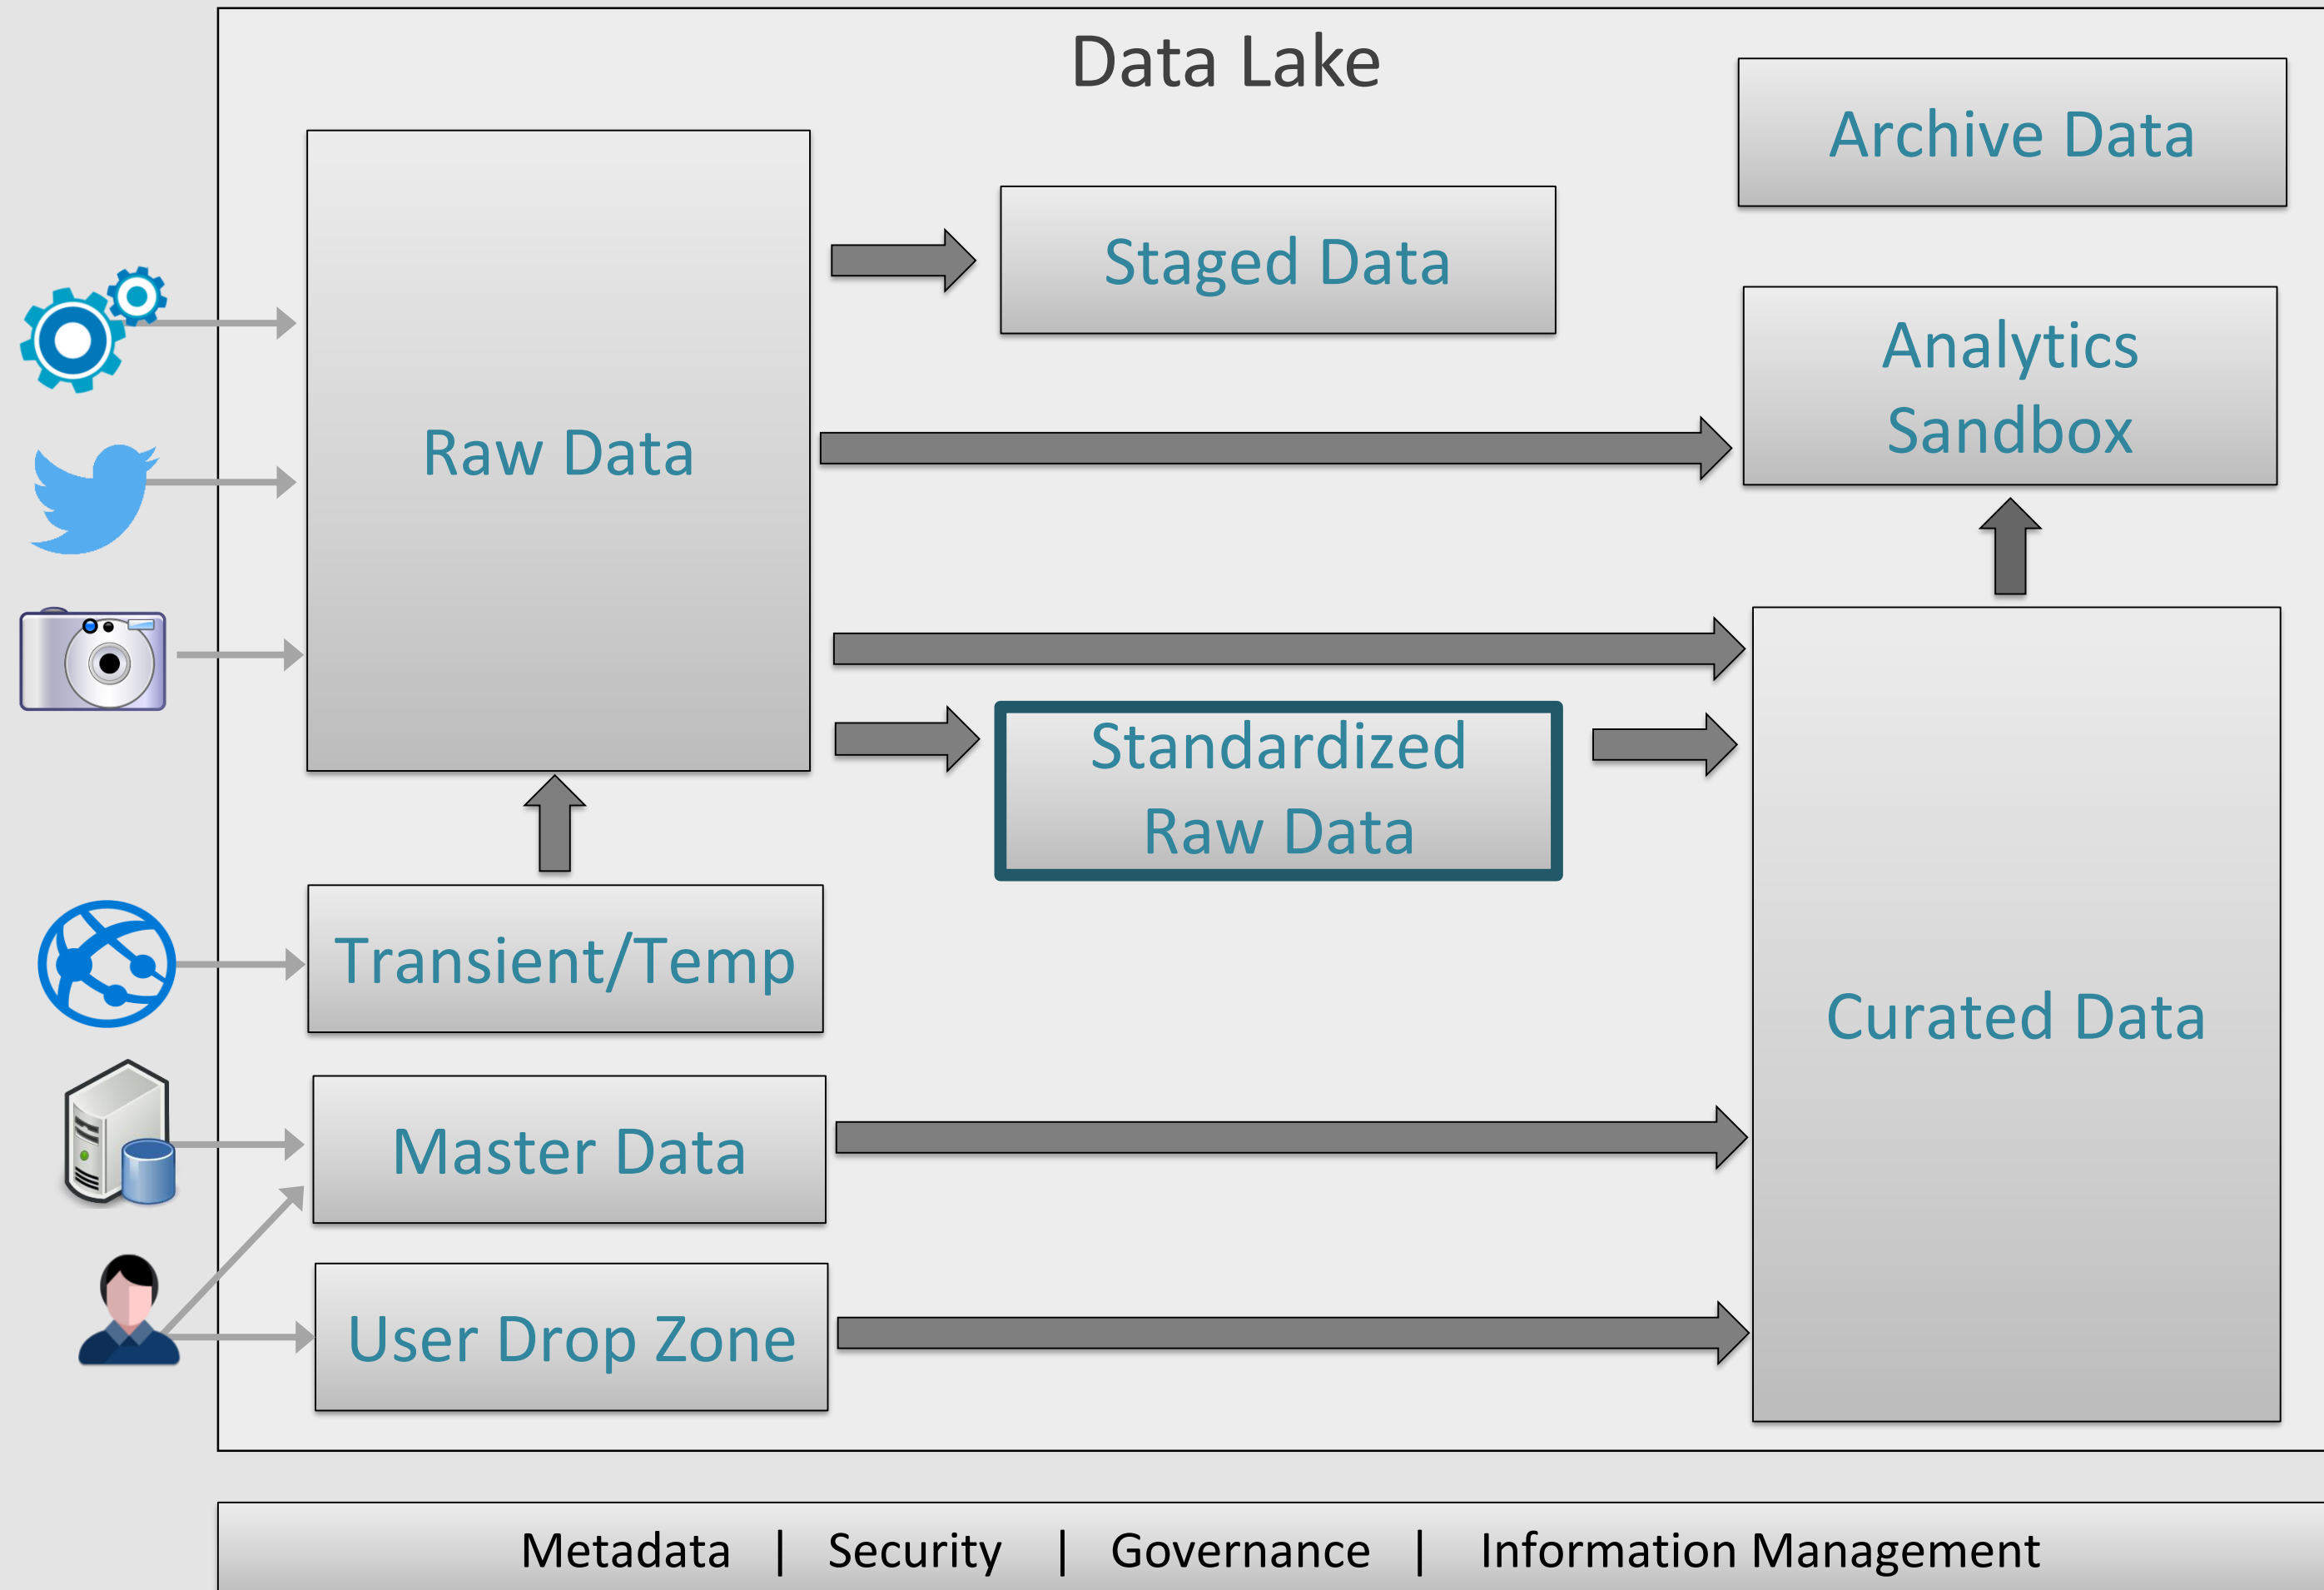 Data Lake
Archive Data
Staged Data
Analytics
Sandbox
Raw Data
Standardized
Raw Data
Transient/Temp
Curated Data
Master Data
User Drop Zone
Metadata | Security | Governance | Information Management